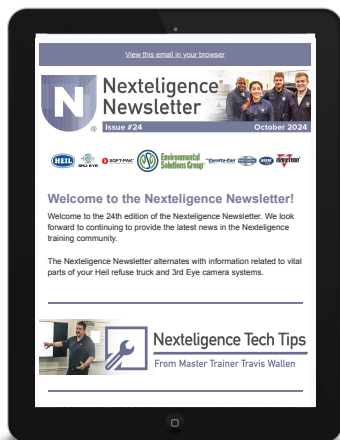 View this email in your browser
N
Nexteligence®
Newsletter
®
Issue #24 October 2024
HEIL 3RD EYE SOFT-PAK Environmental Solutions Group® Curotto-Can Marathon
Welcome to the Nexteligence Newsletter!
Welcome to the 24th edition of the Nexteligence Newsletter. We look
forward to continuing to provide the latest news in the Nexteligence
training community.
The Nexteligence Newsletter alternates with information related to vital
parts of your Heil refuse truck and 3rd Eye camera systems.
Nexteligence Tech Tips
From Master Trainer Travis Wallen